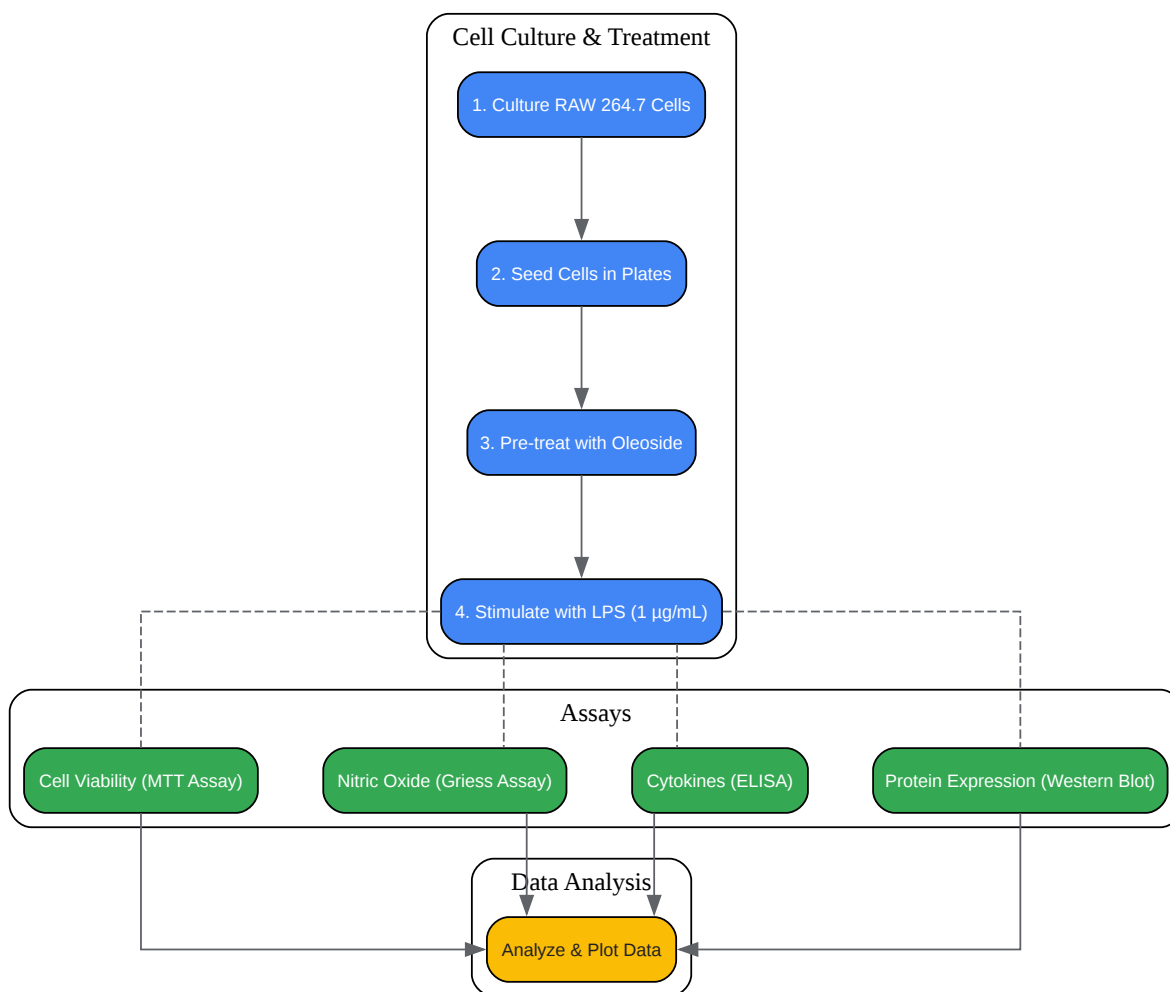 Cell Culture & Treatment
1. Culture RAW 264.7 Cells
2. Seed Cells in Plates
3. Pre-treat with Oleoside
4. Stimulate with LPS (1 µg/mL)
Assays
Cell Viability (MTT Assay)
Nitric Oxide (Griess Assay)
Cytokines (ELISA)
Protein Expression (Western Blot)
Data Analysis
Analyze & Plot Data